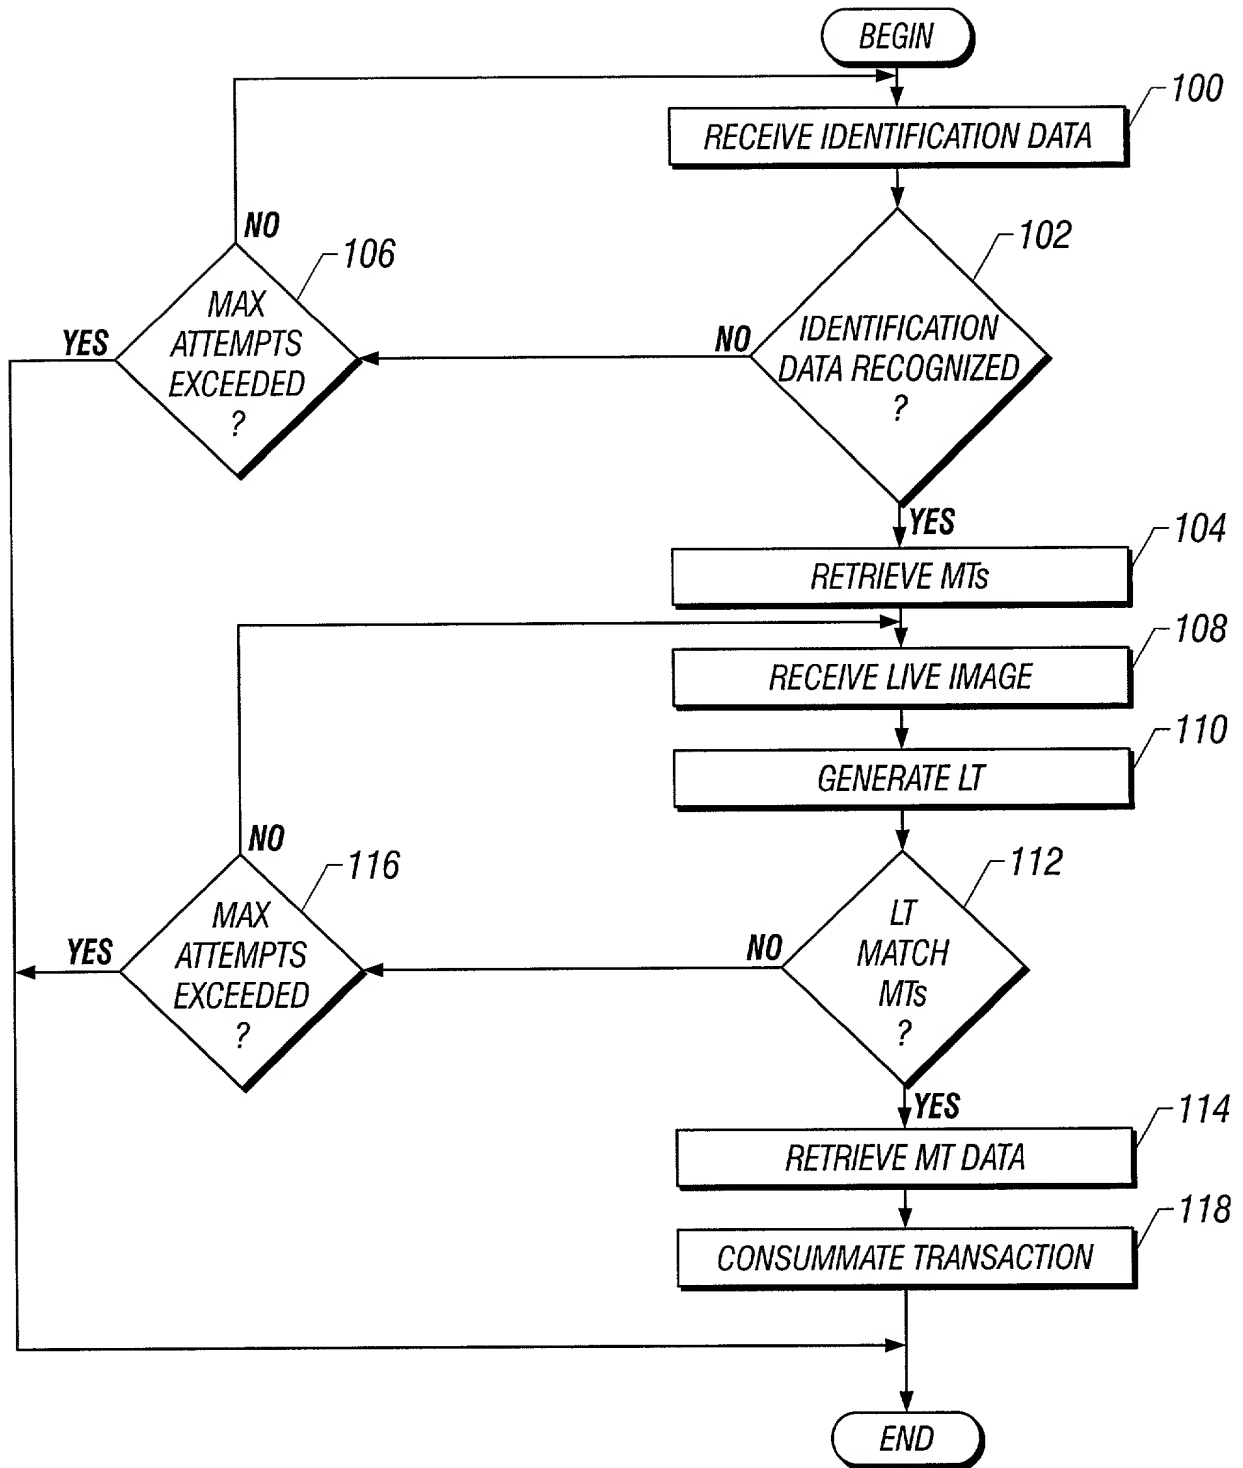 BEGIN
100
RECEIVE IDENTIFICATION DATA
NO
106
MAX
ATTEMPTS
EXCEEDED
?
YES
102
IDENTIFICATION
DATA RECOGNIZED
?
NO
YES
104
RETRIEVE MTs
108
RECEIVE LIVE IMAGE
110
GENERATE LT
NO
116
MAX
ATTEMPTS
EXCEEDED
?
YES
112
LT
MATCH
MTs
?
NO
YES
114
RETRIEVE MT DATA
118
CONSUMMATE TRANSACTION
END